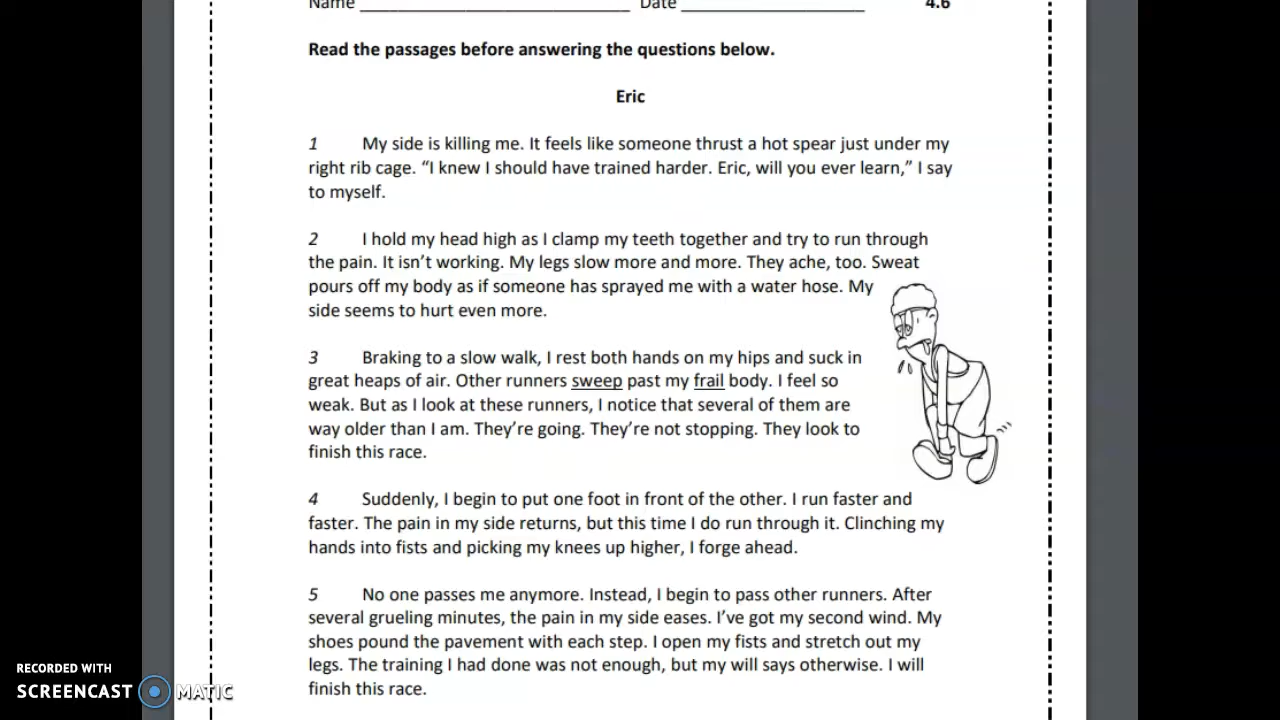 Name ____________________________ Date ___________________ 4.6
Read the passages before answering the questions below.
Eric
1 My side is killing me. It feels like someone thrust a hot spear just under my
right rib cage. “I knew I should have trained harder. Eric, will you ever learn,” I say
to myself.
2 I hold my head high as I clamp my teeth together and try to run through
the pain. It isn’t working. My legs slow more and more. They ache, too. Sweat
pours off my body as if someone has sprayed me with a water hose. My
side seems to hurt even more.
3 Braking to a slow walk, I rest both hands on my hips and suck in
great heaps of air. Other runners sweep past my frail body. I feel so
weak. But as I look at these runners, I notice that several of them are
way older than I am. They’re going. They’re not stopping. They look to
finish this race.
4 Suddenly, I begin to put one foot in front of the other. I run faster and
faster. The pain in my side returns, but this time I do run through it. Clinching my
hands into fists and picking my knees up higher, I forge ahead.
5 No one passes me anymore. Instead, I begin to pass other runners. After
several grueling minutes, the pain in my side eases. I’ve got my second wind. My
shoes pound the pavement with each step. I open my fists and stretch out my
legs. The training I had done was not enough, but my will says otherwise. I will
finish this race.
RECORDED WITH
SCREENCAST MATIC